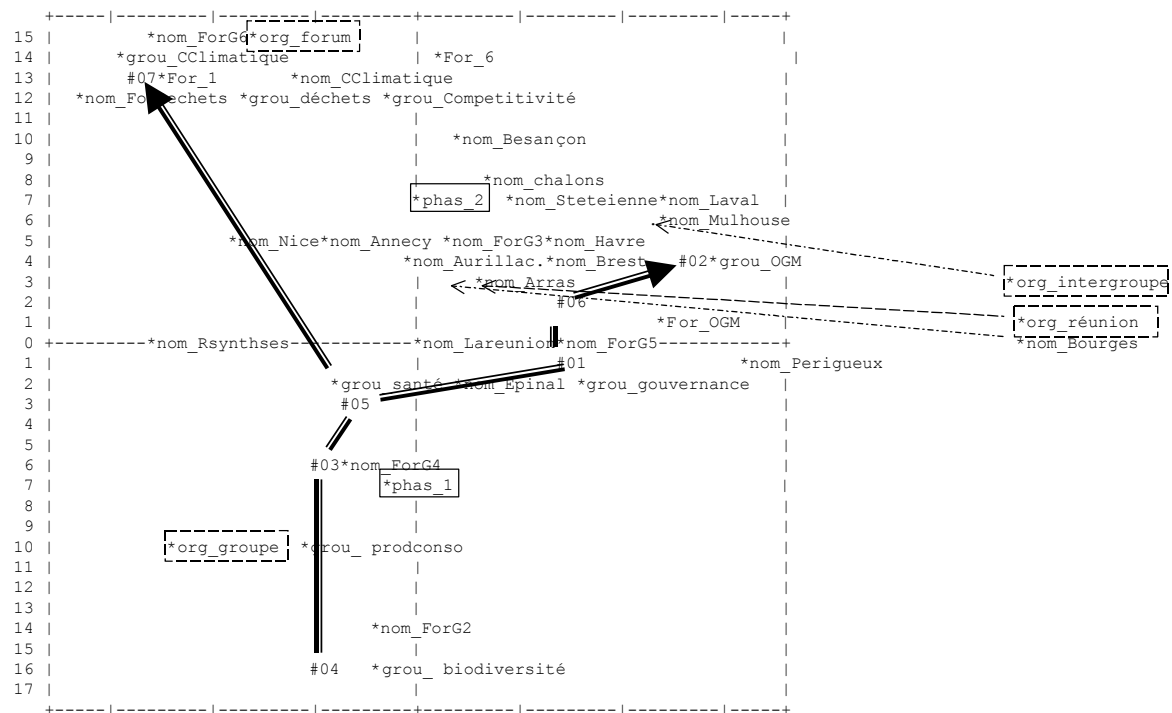 +-----|---------|---------|---------+---------|---------|---------|-----+
15 | *nom_ForG6*org_forum | |
14 | *grou_CClimatique | *For_6 |
13 | #07*For_1 *nom_CClimatique |
12 | *nom_Fo echets *grou_déchets *grou_Competitivité |
11 | | |
10 | | *nom_Besançon |
9 | | |
8 | | *nom_chalons |
7 | *phas_2 *nom_Steteienne*nom_Laval |
6 | | *nom_Mulhouse
5 | *nom_Nice*nom_Annecy *nom_ForG3*nom_Havre |
4 | *nom_Aurillac.*nom_Brest #02*grou_OGM
3 | | *nom_Arras | *org_intergroupe
2 | | #06 |
1 | | *For_OGM | *org_réunion
0 +---------*nom_Rsynthses------------*nom_Lareunion*nom_ForG5------------+ *nom_Bourges
1 | | #01 *nom_Perigueux
2 | *grou_santé *nom_Epinal *grou_gouvernance |
3 | #05 | |
4 | | |
5 | | |
6 | #03*nom_ForG4 |
7 | *phas_1 |
8 | | |
9 | | |
10 | *org_groupe *grou_ prodconso |
11 | | |
12 | | |
13 | | |
14 | *nom_ForG2 |
15 | | |
16 | #04 *grou_ biodiversité |
17 | | |
+-----|---------|---------|---------+---------|---------|---------|-----+